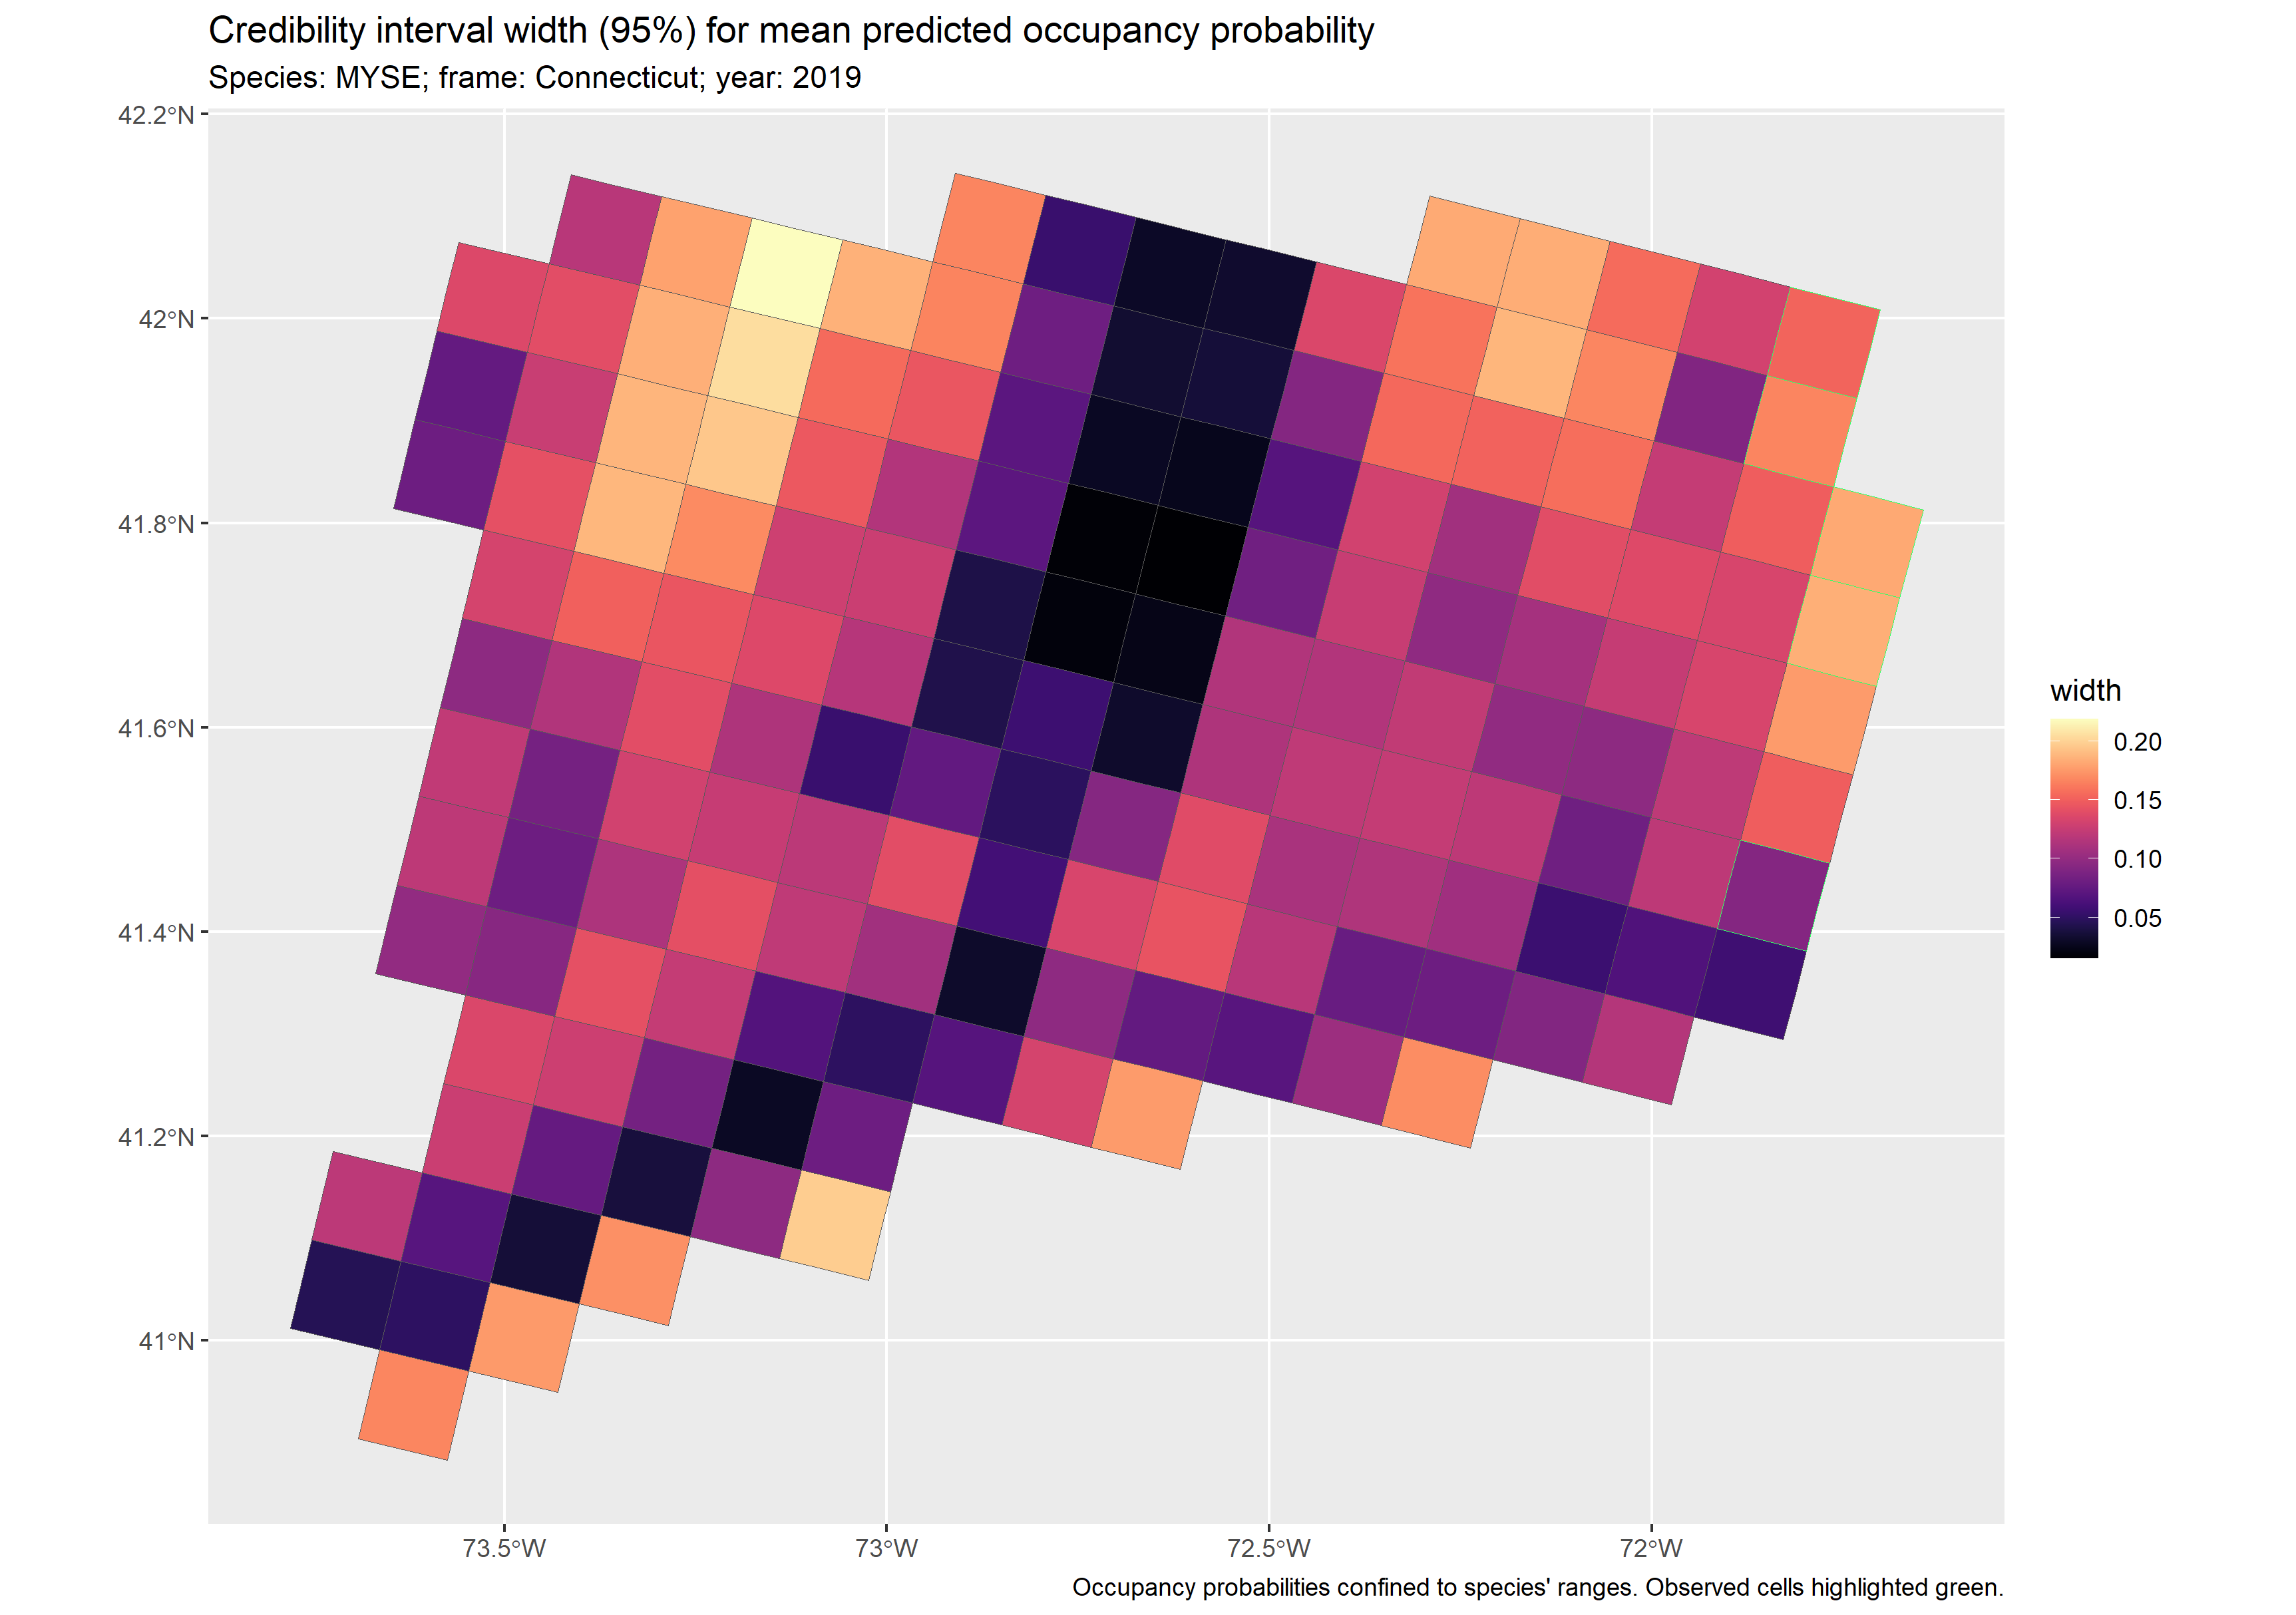 Credibility interval width (95%) for mean predicted occupancy probability
Species: MYSE; frame: Connecticut; year: 2019
42.2°N
42°N
41.8°N
41.6°N
41.4°N
41.2°N
41°N
73.5°W
73°W
72.5°W
72°W
width
0.20
0.15
0.10
0.05
Occupancy probabilities confined to species' ranges. Observed cells highlighted green.